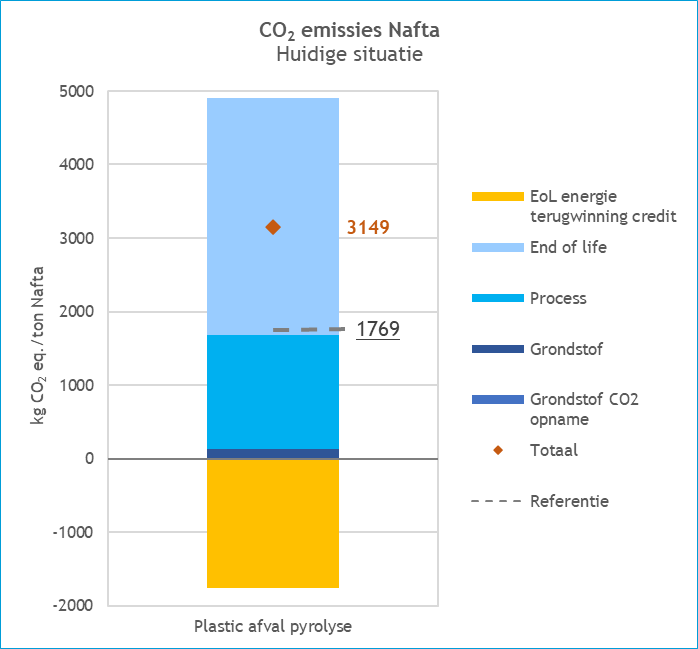 CO₂ emissies Nafta
Huidige situatie
kg CO₂ eq./ton Nafta
5000
4000
3000
2000
1000
0
-1000
-2000
3149
1769
Plastic afval pyrolyse
EoL energie
terugwinning credit
End of life
Process
Grondstof
Grondstof CO2
opname
Totaal
Referentie